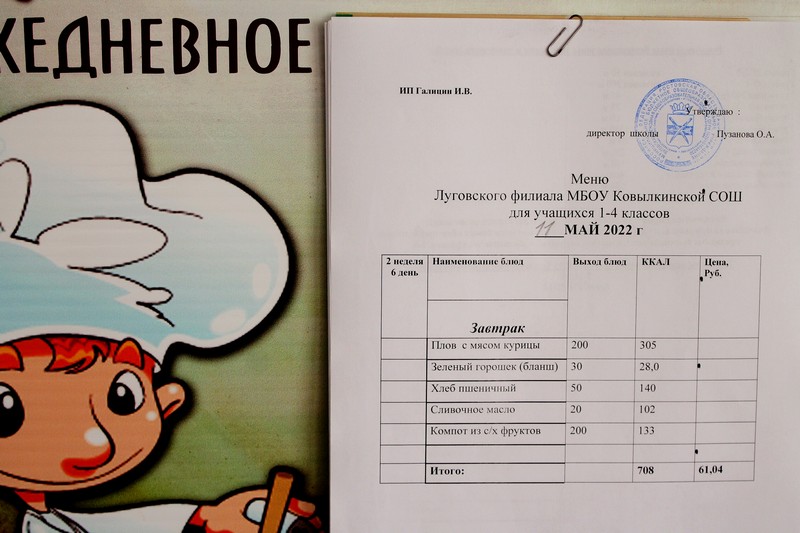 ЖЕДНЕВНОЕ
ИП Галицин И.В.
Утверждаю :
директор школы Пузанова О.А.
Меню
Луговского филиала МБОУ Ковылкинской СОШ
для учащихся 1-4 классов
11 МАЙ 2022 г
2 неделя Наименование блюд Выход блюд ККАЛ Цена,
6 день Руб.
Завтрак
Плов с мясом курицы 200 305
Зеленый горошек (бланш) 30 28,0
Хлеб пшеничный 50 140
Сливочное масло 20 102
Компот из с/х фруктов 200 133
Итого: 708 61,04